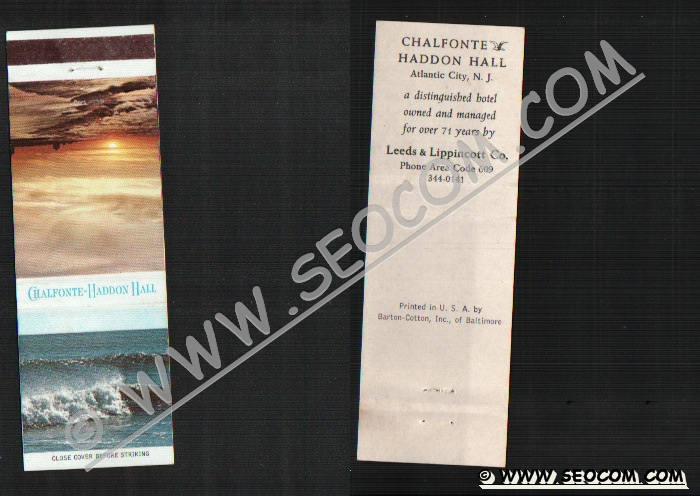 CHALFONTE-HADDON HALL
CLOSE COVER BEFORE STRIKING
CHALFONTE
HADDON HALL
Atlantic City, N. J.
a distinguished hotel
owned and managed
for over 71 years by
Leeds & Lippincott Co.
Phone Area Code 609
344-0141
Printed in U. S. A. by
Barton-Cotton, Inc., of Baltimore
© WWW.SEOCOM.COM
© WWW.SEOCOM.COM